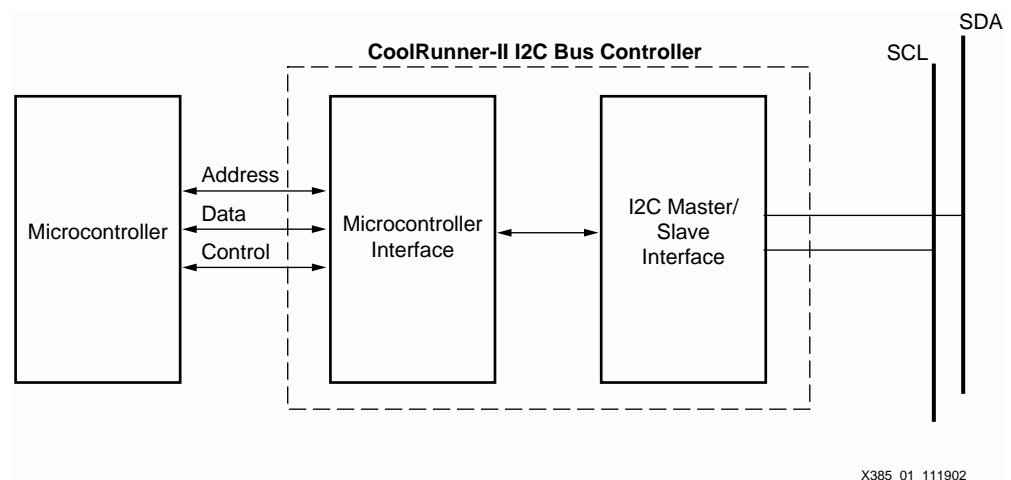 SDA
CoolRunner-II I2C Bus Controller
SCL
Address
Data
Control
Microcontroller
Microcontroller
Interface
I2C Master/
Slave
Interface
X385_01_111902